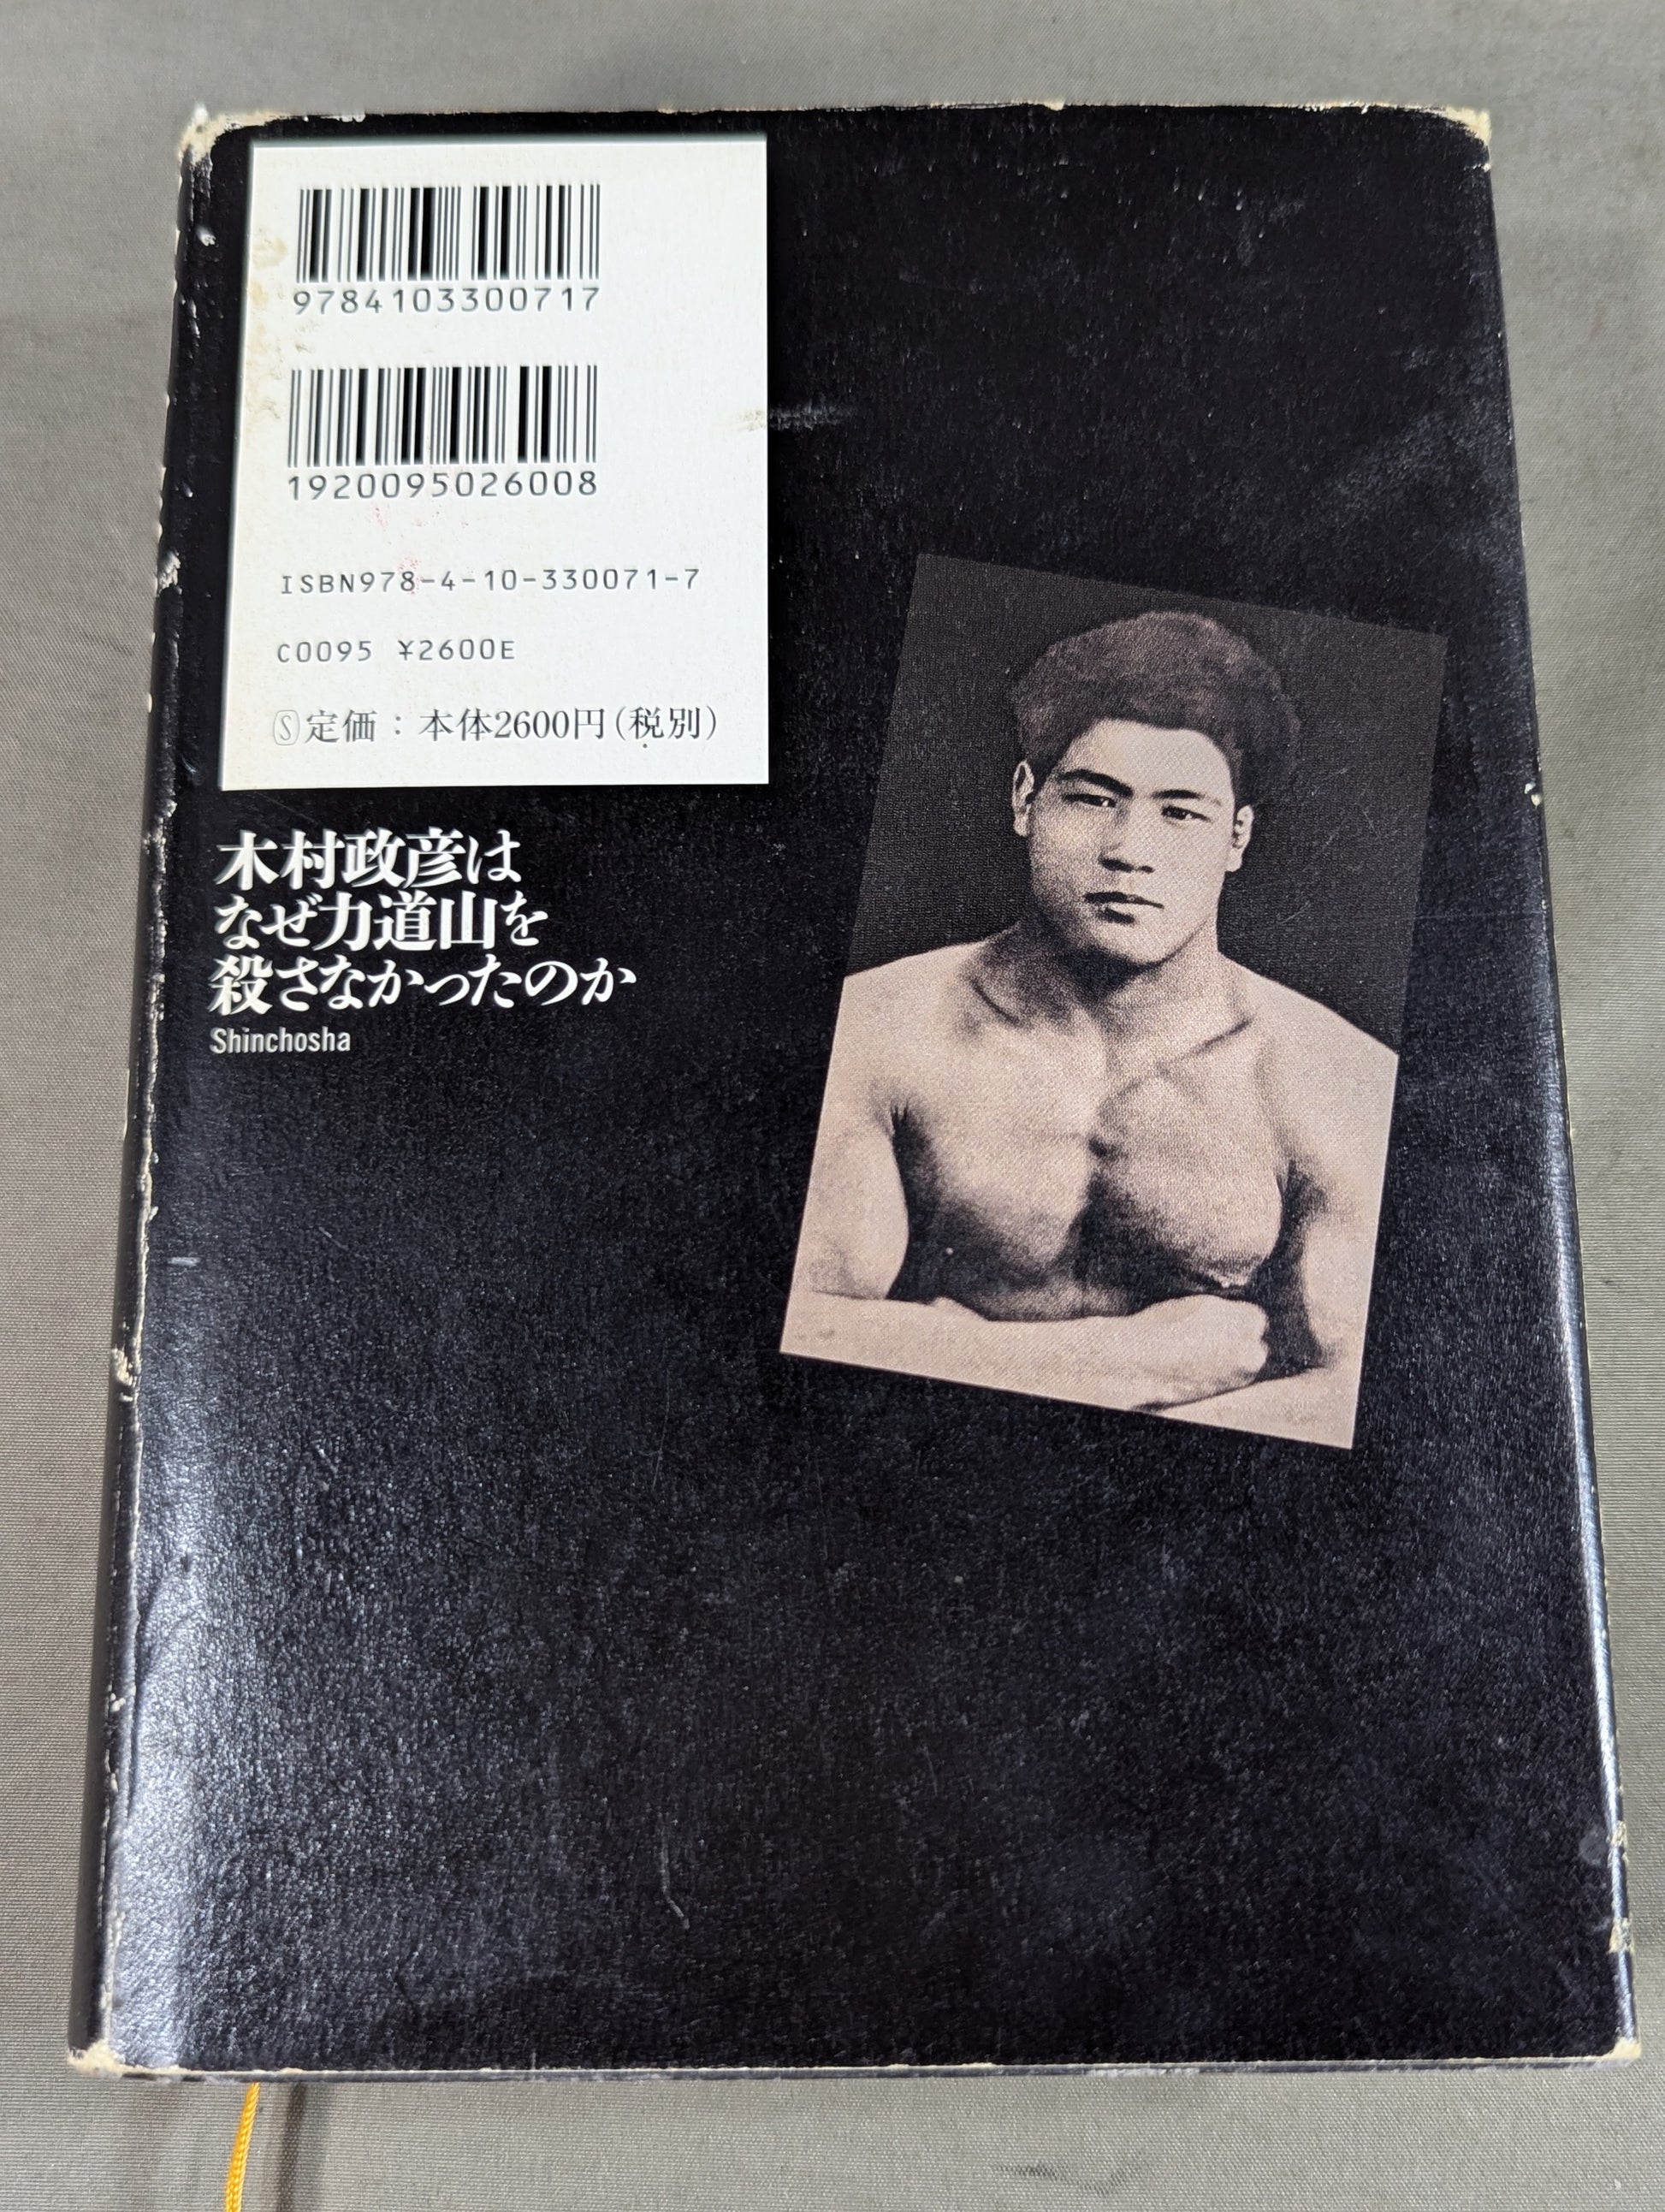 9784103300717
1920095026008
ISBN978-4-10-330071-7
C0095 ¥2600E
Ⓢ定価：本体2600円(税別)
木村政彦は
なぜ力道山を
殺さなかったのか
Shinchosha